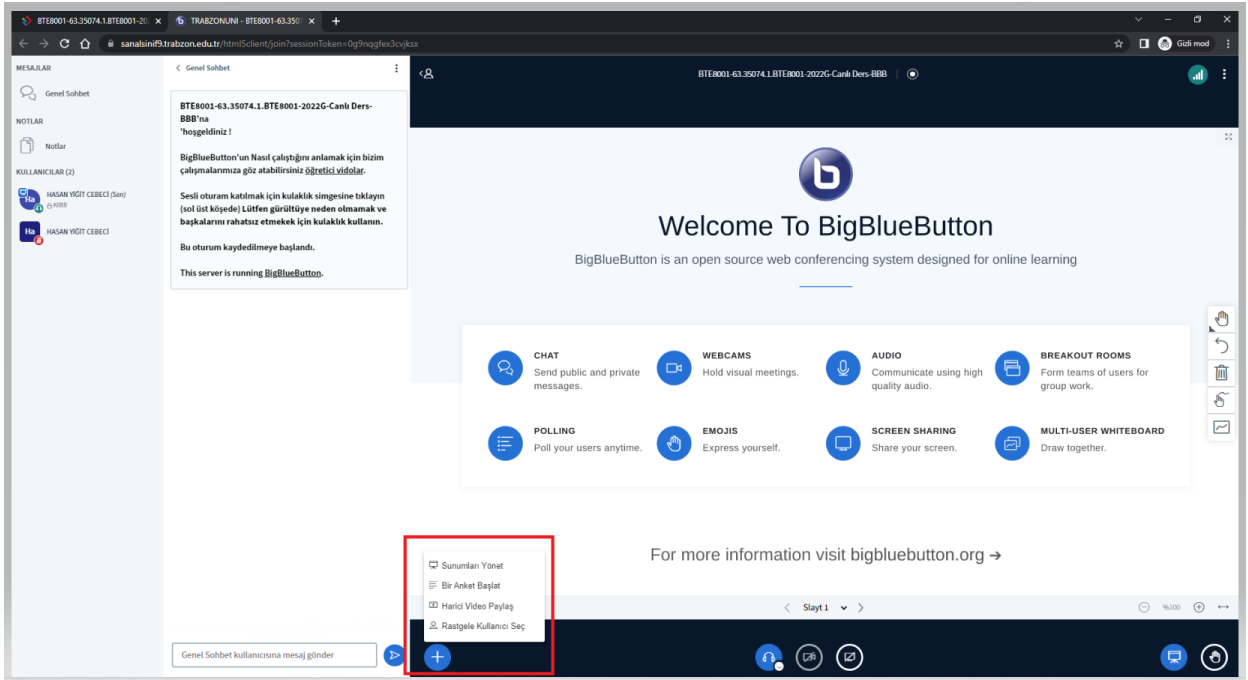 BTE8001-63.35074.1.BTE8001-20
TRABZONUNI - BTE8001-63.350
sanalsinif9.trabzon.edu.tr/html5client/join?sessionToken=0g9nqgfex3cvjksx
Gizli mod
MESAJLAR
Genel Sohbet
NOTLAR
Notlar
KULLANICILAR (2)
Ha
HASAN YİĞİT CEBECİ (Sen)
Kilitli
Ha
HASAN YİĞİT CEBECİ
Genel Sohbet
BTE8001-63.35074.1.BTE8001-2022G-Canlı Ders-
BBB'na
'hoşgeldiniz !
BigBlueButton'un Nasıl çalıştığını anlamak için bizim
çalışmalarımıza göz atabilirsiniz öğretici vidolar.
Sesli oturam katılmak için kulaklık simgesine tıklayın
(sol üst köşede) Lütfen gürültüye neden olmamak ve
başkalarını rahatsız etmekek için kulaklık kullanın.
Bu oturum kaydedilmeye başlandı.
This server is running BigBlueButton.
Genel Sohbet kullanıcısına mesaj gönder
BTE8001-63.35074.1.BTE8001-2022G-Canlı Ders-BBB
b
Welcome To BigBlueButton
BigBlueButton is an open source web conferencing system designed for online learning
CHAT
Send public and private
messages.
WEBCAMS
Hold visual meetings.
AUDIO
Communicate using high
quality audio.
BREAKOUT ROOMS
Form teams of users for
group work.
POLLING
Poll your users anytime.
EMOJIS
Express yourself.
SCREEN SHARING
Share your screen.
MULTI-USER WHITEBOARD
Draw together.
For more information visit bigbluebutton.org →
Sunumları Yönet
Bir Anket Başlat
Harici Video Paylaş
Rastgele Kullanıcı Seç
Slayt 1
%100